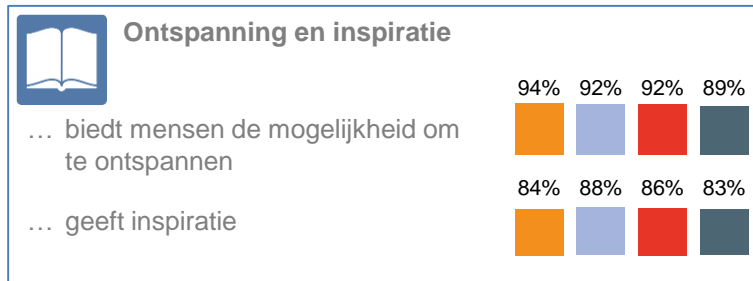 Ontspanning en inspiratie
94% 92% 92% 89%
… biedt mensen de mogelijkheid om
te ontspannen
84% 88% 86% 83%
… geeft inspiratie